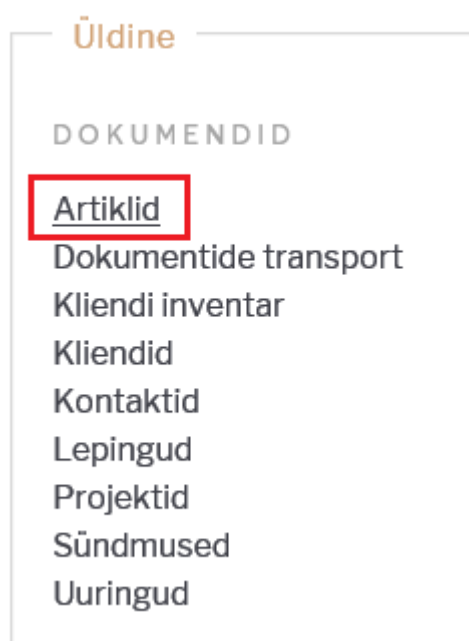 Üldine
DOKUMENDID
Artiklid
Dokumentide transport
Kliendi inventar
Kliendid
Kontaktid
Lepingud
Projektid
Sündmused
Uuringud